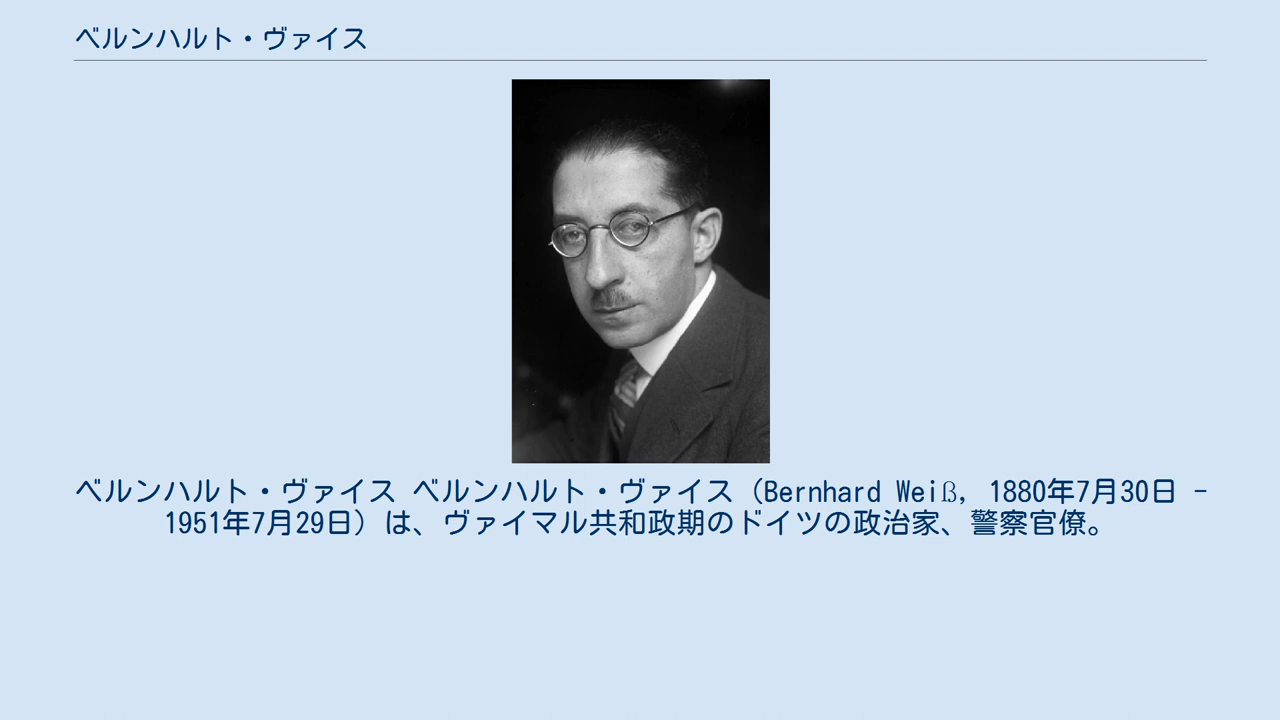 ベルンハルト・ヴァイス
ベルンハルト・ヴァイス ベルンハルト・ヴァイス（Bernhard Weiß, 1880年7月30日 -
1951年7月29日）は、ヴァイマル共和政期のドイツの政治家、警察官僚。